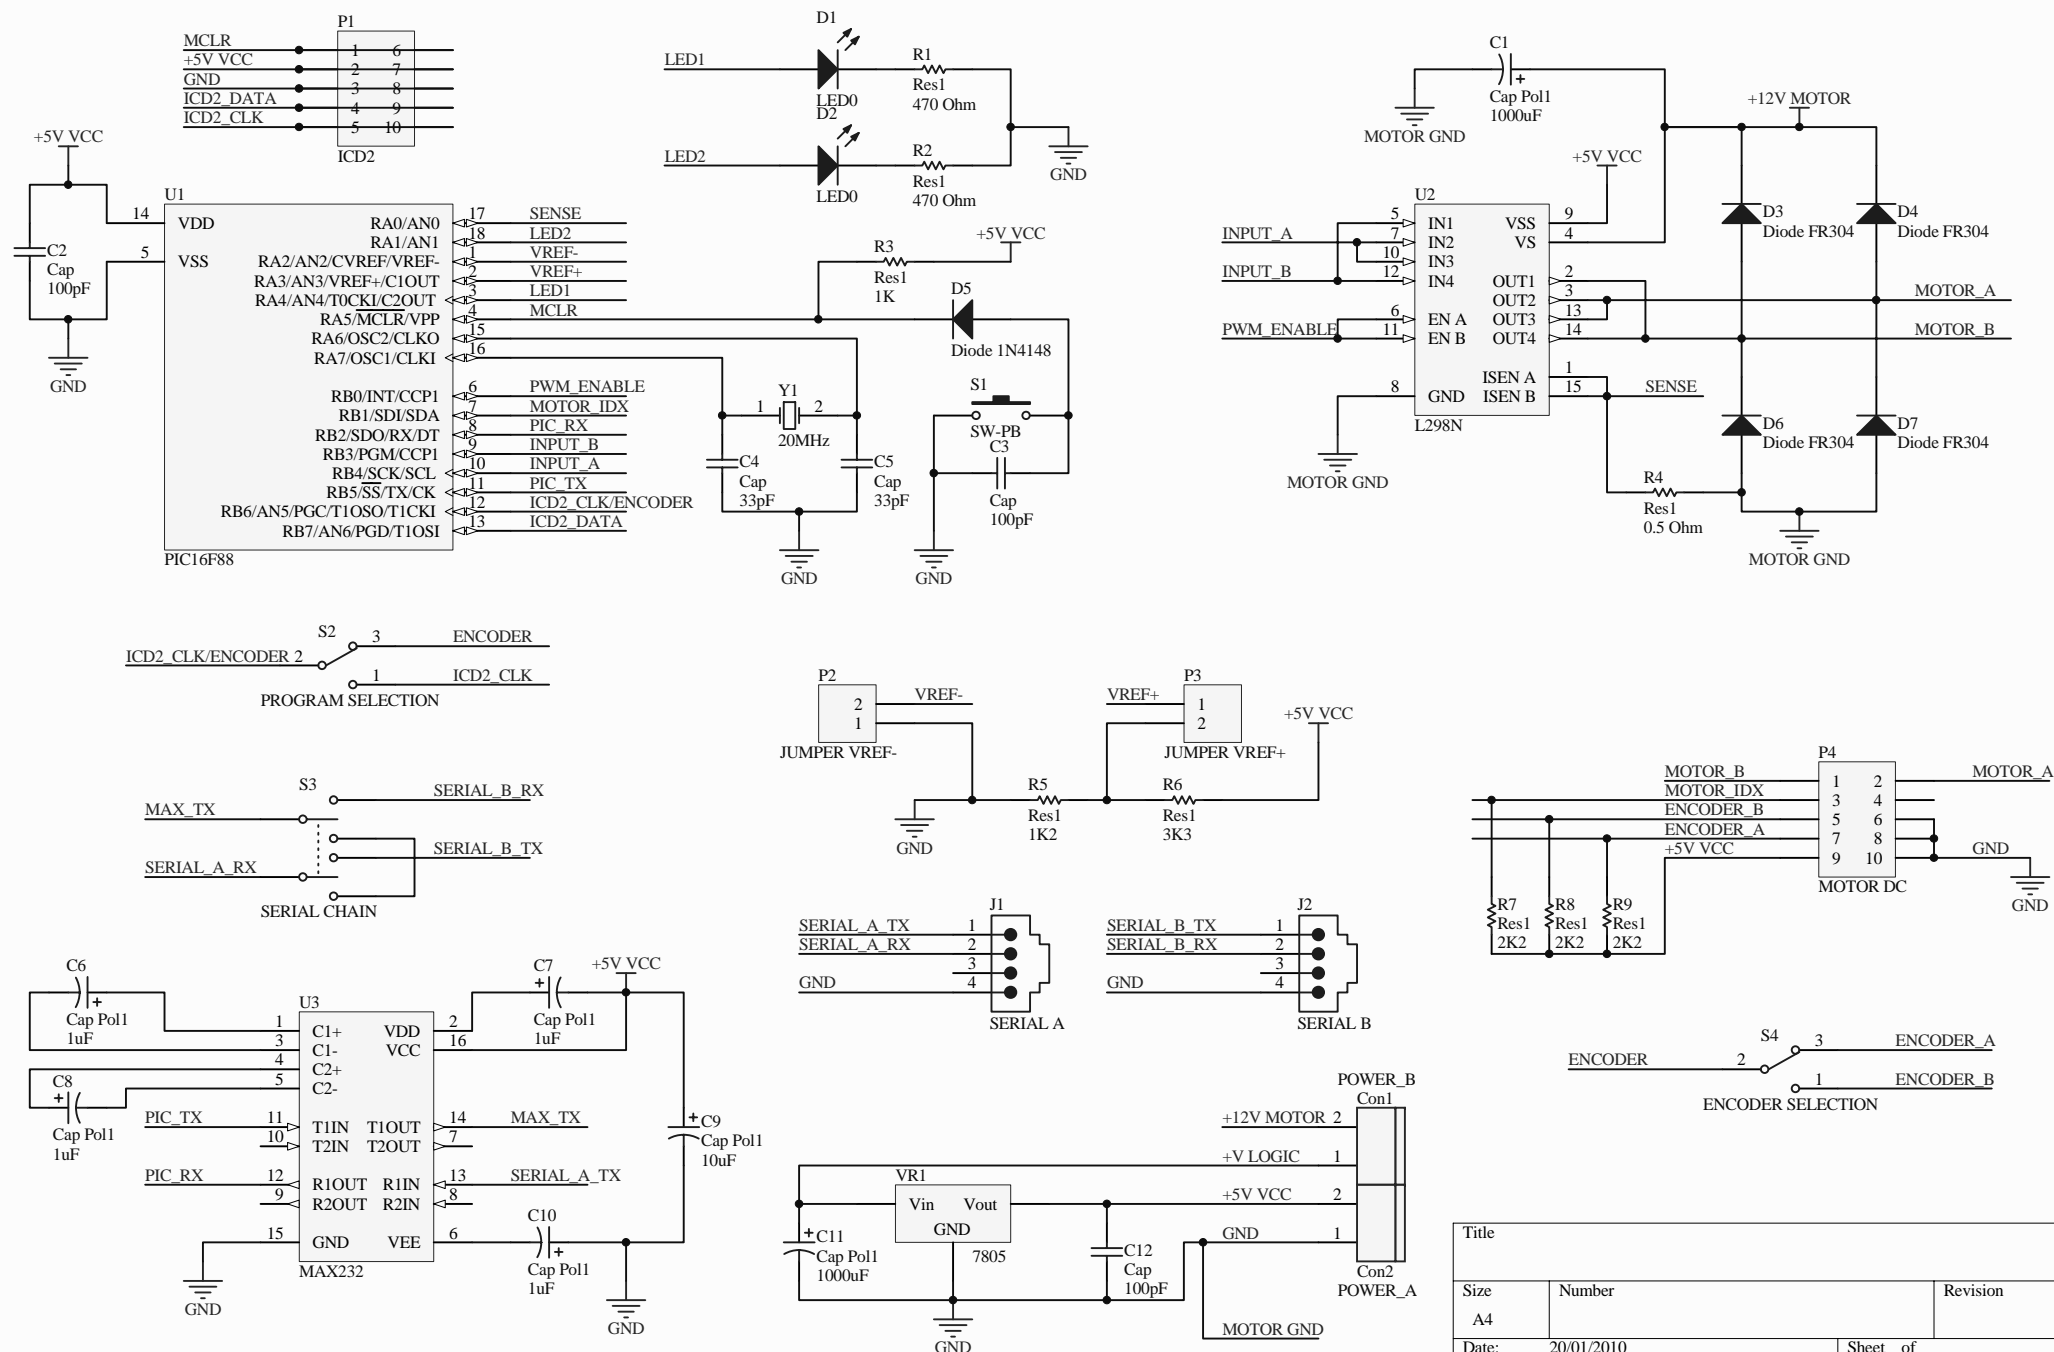 P1
MCLR 1 6
+5V VCC 2 7
GND 3 8
ICD2_DATA 4 9
ICD2_CLK 5 10
ICD2
D1
LED1
LED0
R1
Res1
470 Ohm
D2
LED2
LED0
R2
Res1
470 Ohm
GND
C1
Cap Pol1
1000uF
MOTOR GND
+12V MOTOR
+5V VCC
C2
Cap
100pF
GND
U1
14 VDD
5 VSS
RA0/AN0 17 SENSE
RA1/AN1 18 LED2
RA2/AN2/CVREF/VREF- 1 VREF-
RA3/AN3/VREF+/C1OUT 2 VREF+
RA4/AN4/T0CKI/C2OUT 3 LED1
RA5/MCLR/VPP 4 MCLR
RA6/OSC2/CLKO 15
RA7/OSC1/CLKI 16
RB0/INT/CCP1 6 PWM_ENABLE
RB1/SDI/SDA 7 MOTOR_IDX
RB2/SDO/RX/DT 8 PIC_RX
RB3/PGM/CCP1 9 INPUT_B
RB4/SCK/SCL 10 INPUT_A
RB5/SS/TX/CK 11 PIC_TX
RB6/AN5/PGC/T1OSO/T1CKI 12 ICD2_CLK/ENCODER
RB7/AN6/PGD/T1OSI 13 ICD2_DATA
PIC16F88
R3
Res1
1K
+5V VCC
D5
Diode 1N4148
Y1
1 2
20MHz
C4
Cap
33pF
C5
Cap
33pF
GND
S1
SW-PB
C3
Cap
100pF
GND
+5V VCC
U2
INPUT_A
INPUT_B
PWM_ENABLE
5 IN1 VSS 9
7 IN2 VS 4
10 IN3
12 IN4 OUT1 2
OUT2 3 MOTOR_A
6 EN A OUT3 13
11 EN B OUT4 14 MOTOR_B
ISEN A 1
8 GND ISEN B 15 SENSE
L298N
MOTOR GND
D3
Diode FR304
D4
Diode FR304
D6
Diode FR304
D7
Diode FR304
R4
Res1
0.5 Ohm
MOTOR GND
S2
3 ENCODER
ICD2_CLK/ENCODER 2
1 ICD2_CLK
PROGRAM SELECTION
P2
2 VREF-
1
JUMPER VREF-
P3
VREF+ 1
2
JUMPER VREF+
+5V VCC
R5
Res1
1K2
R6
Res1
3K3
GND
S3
SERIAL_B_RX
MAX_TX
SERIAL_B_TX
SERIAL_A_RX
SERIAL CHAIN
P4
MOTOR_B 1 2 MOTOR_A
MOTOR_IDX 3 4
ENCODER_B 5 6
ENCODER_A 7 8
+5V VCC 9 10 GND
MOTOR DC
GND
R7
Res1
2K2
R8
Res1
2K2
R9
Res1
2K2
J1
SERIAL_A_TX 1
SERIAL_A_RX 2
3
GND 4
SERIAL A
J2
SERIAL_B_TX 1
SERIAL_B_RX 2
3
GND 4
SERIAL B
C6
+
Cap Pol1
1uF
C7
+
Cap Pol1
1uF
+5V VCC
U3
1 C1+ VDD 2
3 C1- VCC 16
4 C2+
5 C2-
C8
+
Cap Pol1
1uF
PIC_TX 11 T1IN T1OUT 14 MAX_TX
10 T2IN T2OUT 7
PIC_RX 12 R1OUT R1IN 13 SERIAL_A_TX
9 R2OUT R2IN 8
15 GND VEE 6
MAX232
GND
+
C9
Cap Pol1
10uF
C10
+
Cap Pol1
1uF
GND
S4
3 ENCODER_A
ENCODER 2
1 ENCODER_B
ENCODER SELECTION
POWER_B
Con1
+12V MOTOR 2
+V LOGIC 1
+5V VCC 2
GND 1
Con2
POWER_A
VR1
Vin Vout
GND
7805
+
C11
Cap Pol1
1000uF
C12
Cap
100pF
GND
MOTOR GND
Title
Size Number Revision
A4
Date: 20/01/2010 Sheet of